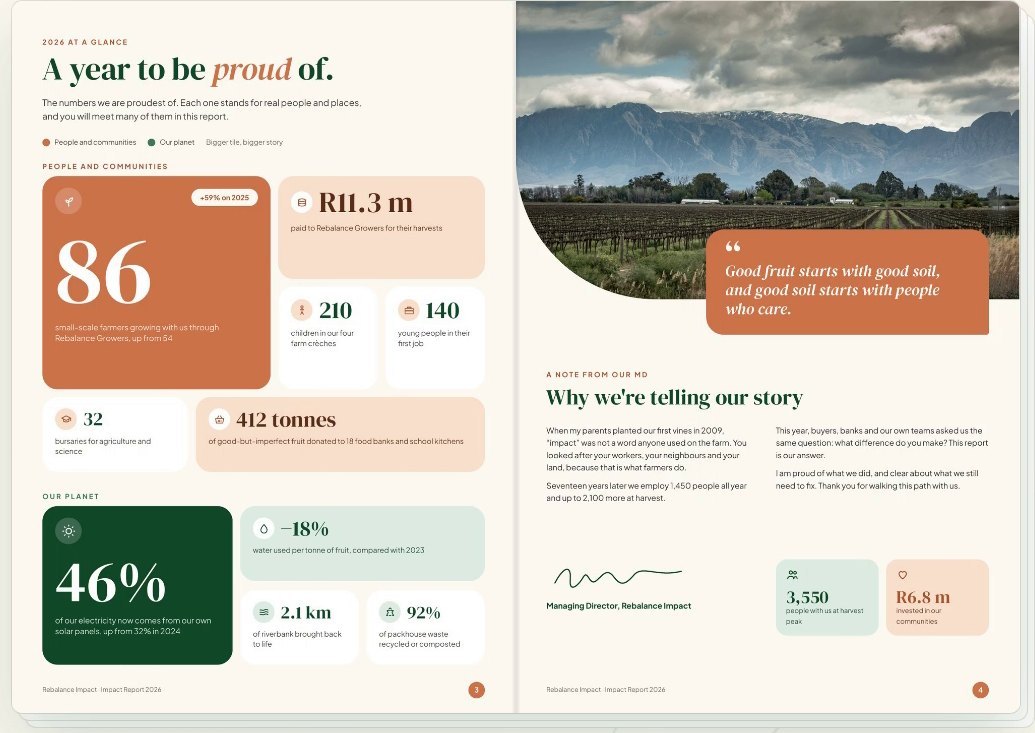 2026 AT A GLANCE
A year to be proud of.
The numbers we are proudest of. Each one stands for real people and places,
and you will meet many of them in this report.
People and communities Our planet Bigger tile, bigger story
PEOPLE AND COMMUNITIES
+59% on 2025
86
small-scale farmers growing with us through
Rebalance Growers, up from 54
R11.3 m
paid to Rebalance Growers for their harvests
210
children in our four
farm crèches
140
young people in their
first job
32
bursaries for agriculture and
science
412 tonnes
of good-but-imperfect fruit donated to 18 food banks and school kitchens
OUR PLANET
46%
of our electricity now comes from our own
solar panels, up from 32% in 2024
−18%
water used per tonne of fruit, compared with 2023
2.1 km
of riverbank brought back
to life
92%
of packhouse waste
recycled or composted
Rebalance Impact · Impact Report 2026
3
“
Good fruit starts with good soil,
and good soil starts with people
who care.
A NOTE FROM OUR MD
Why we're telling our story
When my parents planted our first vines in 2009,
"impact" was not a word anyone used on the farm. You
looked after your workers, your neighbours and your
land, because that is what farmers do.
Seventeen years later we employ 1,450 people all year
and up to 2,100 more at harvest.
This year, buyers, banks and our own teams asked us the
same question: what difference do you make? This report
is our answer.
I am proud of what we did, and clear about what we still
need to fix. Thank you for walking this path with us.
Managing Director, Rebalance Impact
3,550
people with us at harvest
peak
R6.8 m
invested in our
communities
Rebalance Impact · Impact Report 2026
4